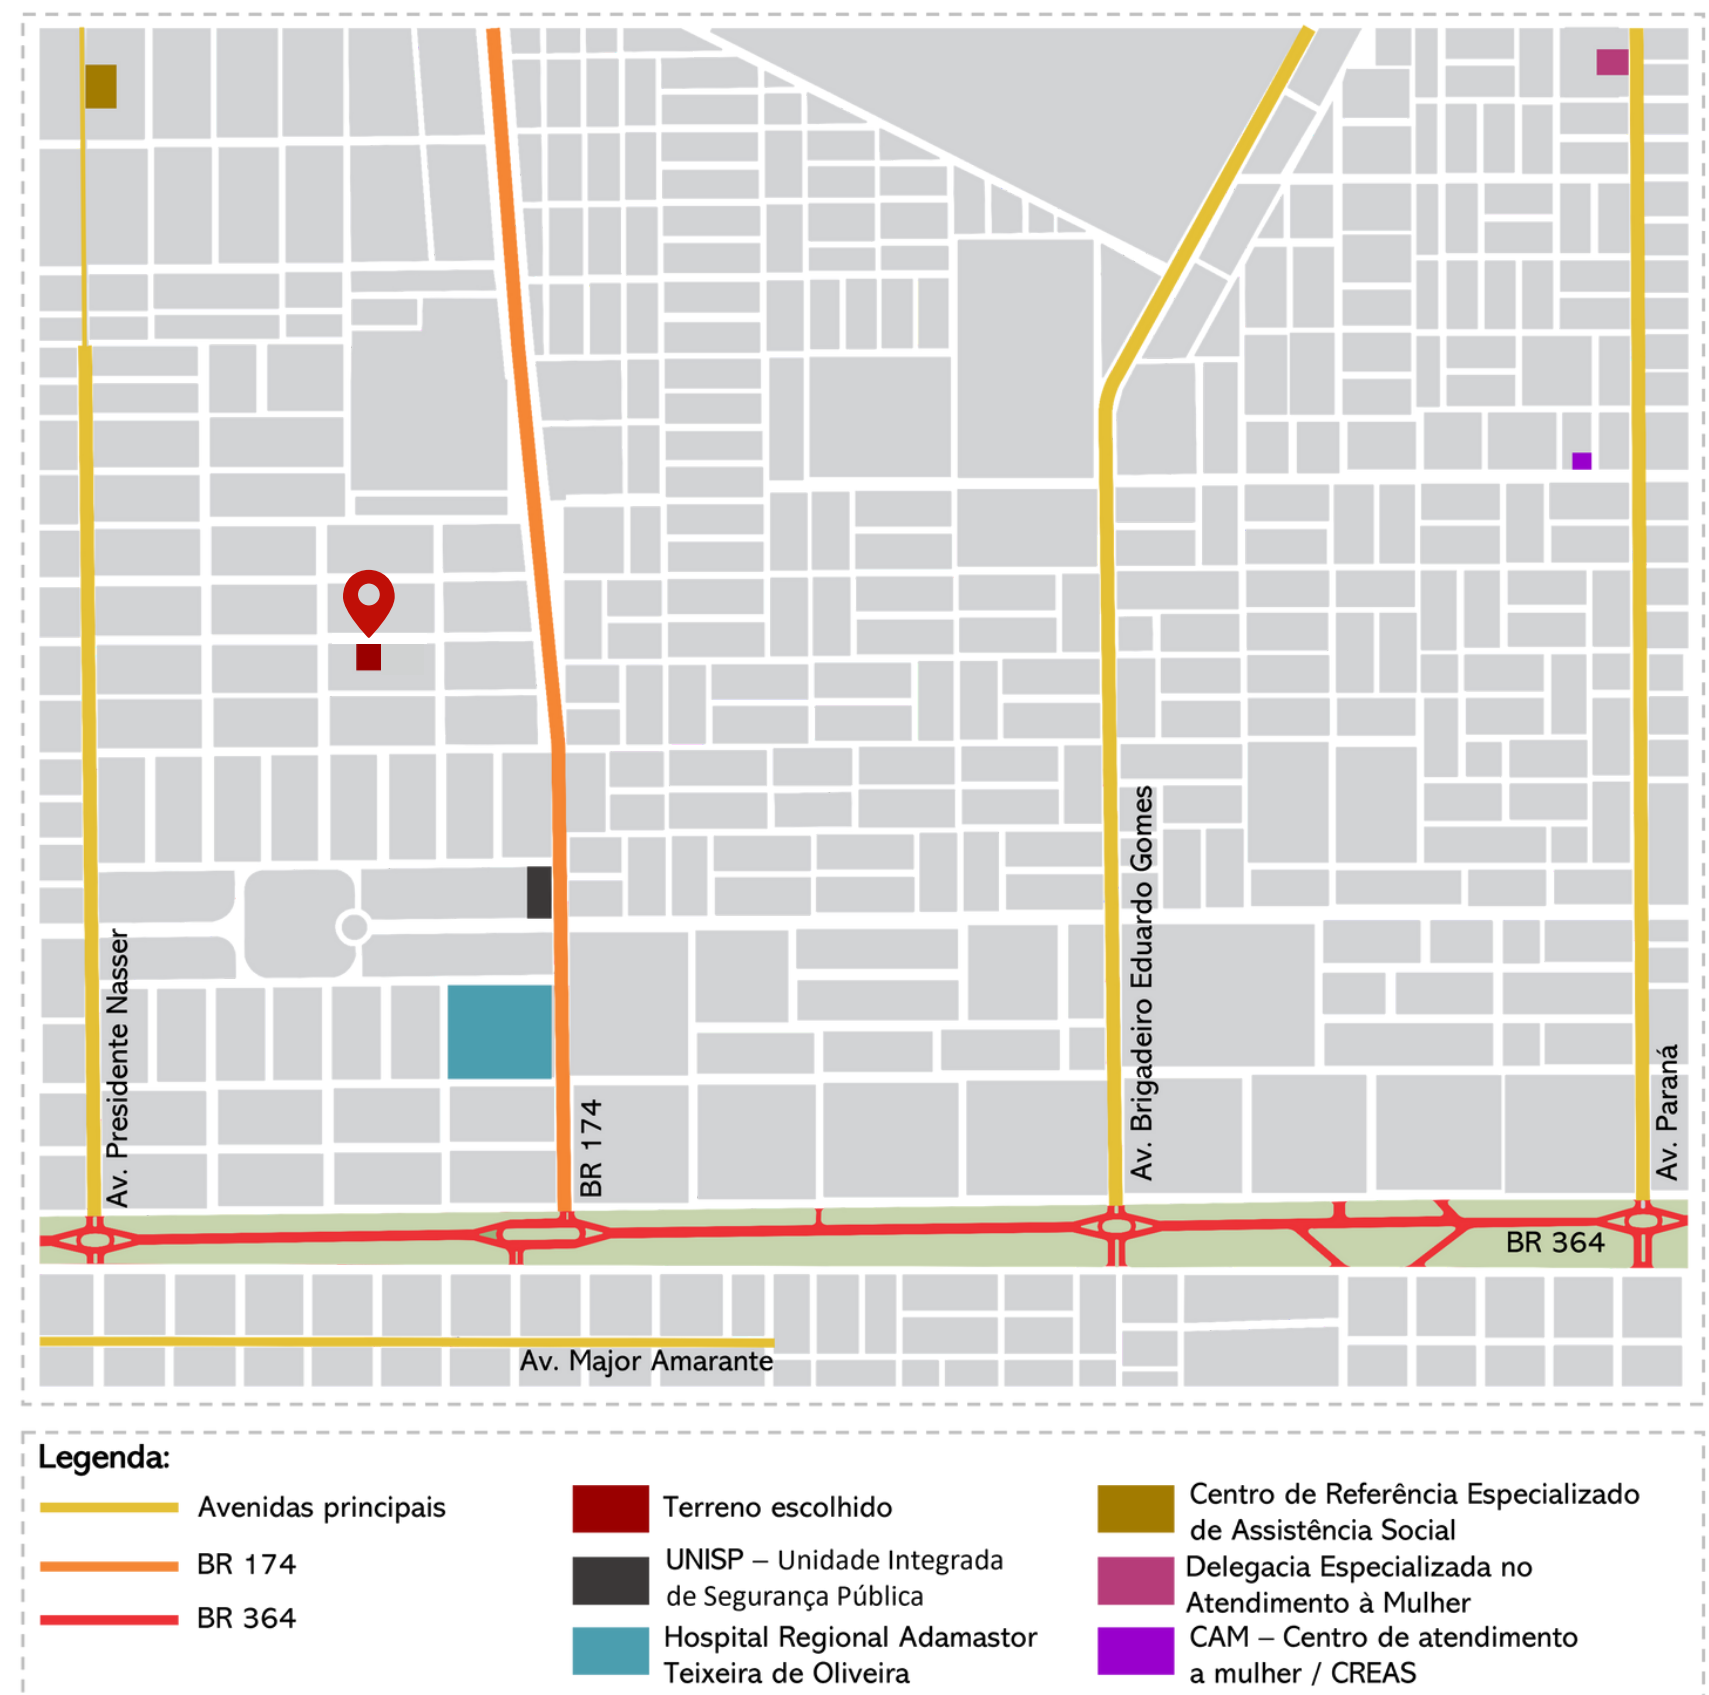 Av. Presidente Nasser
BR 174
Av. Brigadeiro Eduardo Gomes
Av. Paraná
BR 364
Av. Major Amarante
Legenda:
Avenidas principais
BR 174
BR 364
Terreno escolhido
UNISP – Unidade Integrada
de Segurança Pública
Hospital Regional Adamastor
Teixeira de Oliveira
Centro de Referência Especializado
de Assistência Social
Delegacia Especializada no
Atendimento à Mulher
CAM – Centro de atendimento
a mulher / CREAS